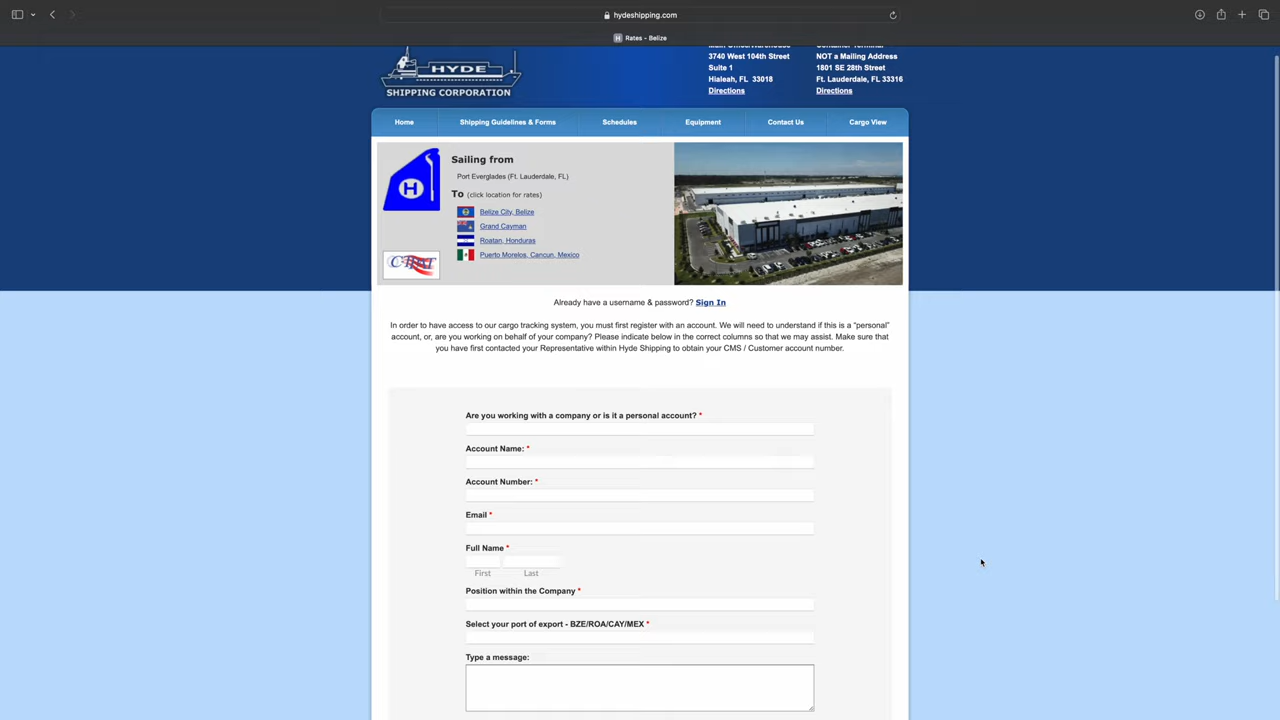 hydeshipping.com
H Rates - Belize
Main Office/Warehouse
3740 West 104th Street
Suite 1
Hialeah, FL 33018
Directions
Container Terminal
NOT a Mailing Address
1801 SE 28th Street
Ft. Lauderdale, FL 33316
Directions
HYDE
SHIPPING CORPORATION
Home
Shipping Guidelines & Forms
Schedules
Equipment
Contact Us
Cargo View
H
Sailing from
Port Everglades (Ft. Lauderdale, FL)
To (click location for rates)
Belize City, Belize
Grand Cayman
Roatan, Honduras
Puerto Morelos, Cancun, Mexico
Already have a username & password? Sign In
In order to have access to our cargo tracking system, you must first register with an account. We will need to understand if this is a "personal"
account, or, are you working on behalf of your company? Please indicate below in the correct columns so that we may assist. Make sure that
you have first contacted your Representative within Hyde Shipping to obtain your CMS / Customer account number.
Are you working with a company or is it a personal account? *
Account Name: *
Account Number: *
Email *
Full Name *
First
Last
Position within the Company *
Select your port of export - BZE/ROA/CAY/MEX *
Type a message: